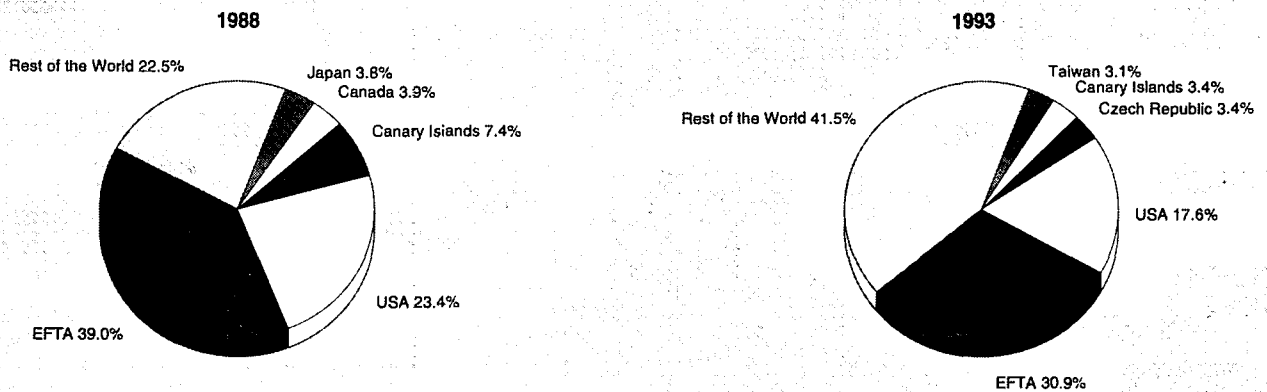 1988
Rest of the World 22.5%
Japan 3.8%
Canada 3.9%
Canary Islands 7.4%
USA 23.4%
EFTA 39.0%
1993
Taiwan 3.1%
Canary Islands 3.4%
Czech Republic 3.4%
Rest of the World 41.5%
USA 17.6%
EFTA 30.9%